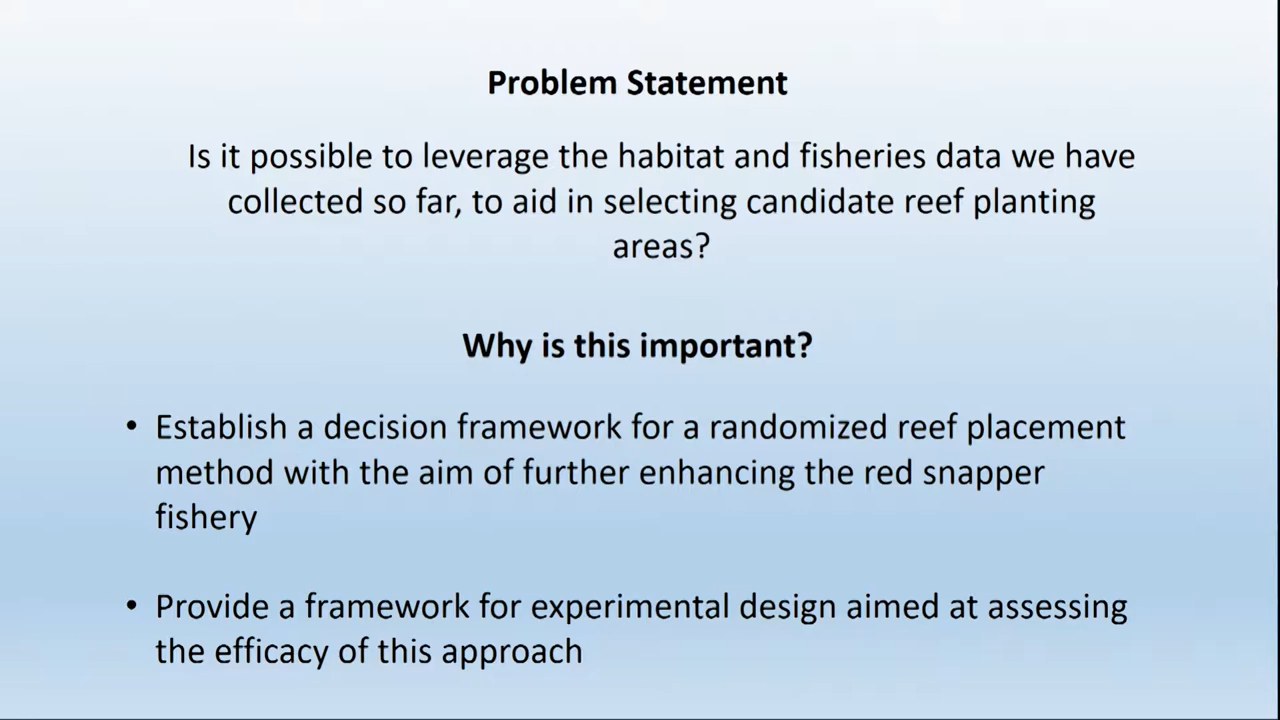 Problem Statement
Is it possible to leverage the habitat and fisheries data we have
collected so far, to aid in selecting candidate reef planting
areas?
Why is this important?
• Establish a decision framework for a randomized reef placement
method with the aim of further enhancing the red snapper
fishery
• Provide a framework for experimental design aimed at assessing
the efficacy of this approach